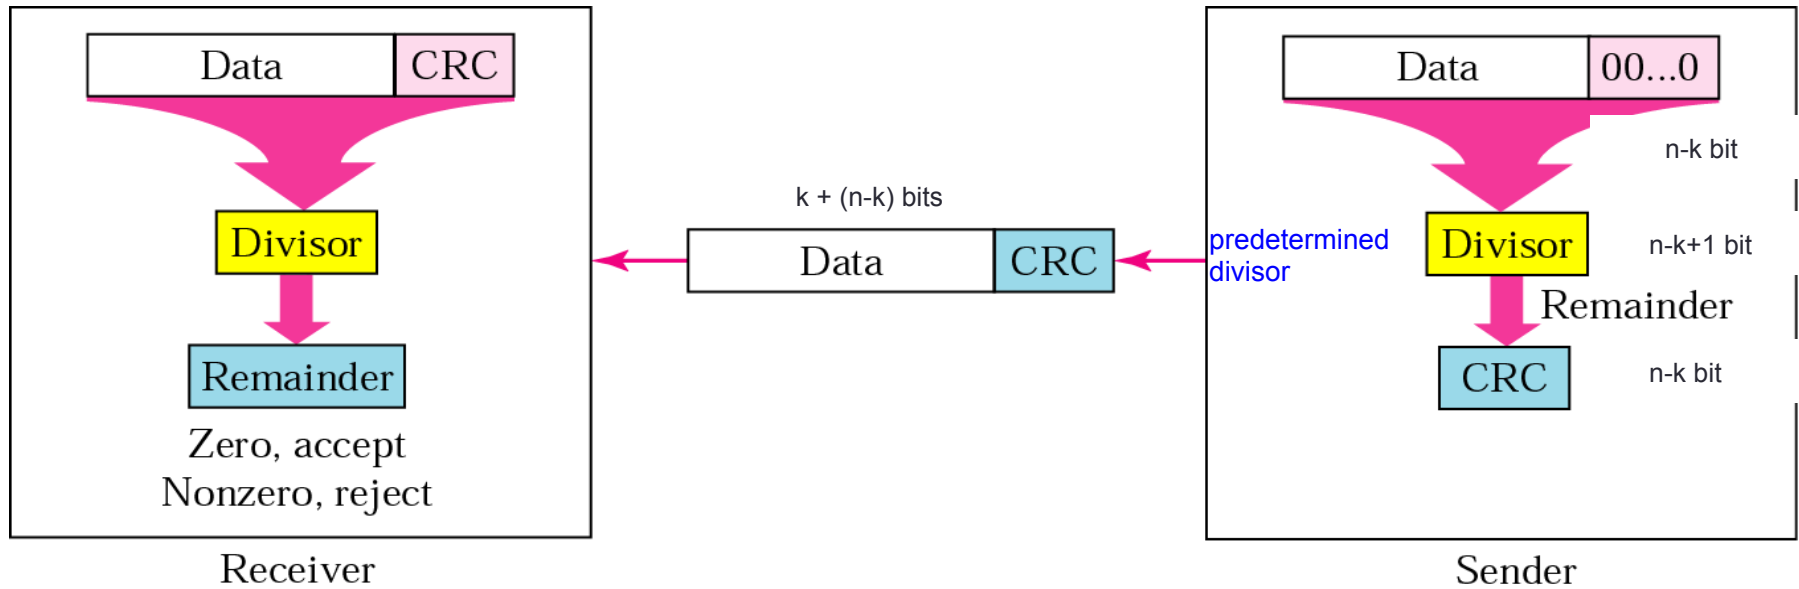 Data CRC
Divisor
Remainder
Zero, accept
Nonzero, reject
Receiver
k + (n-k) bits
Data CRC
Data 00...0
n-k bit
predetermined
divisor
Divisor n-k+1 bit
Remainder
CRC n-k bit
Sender